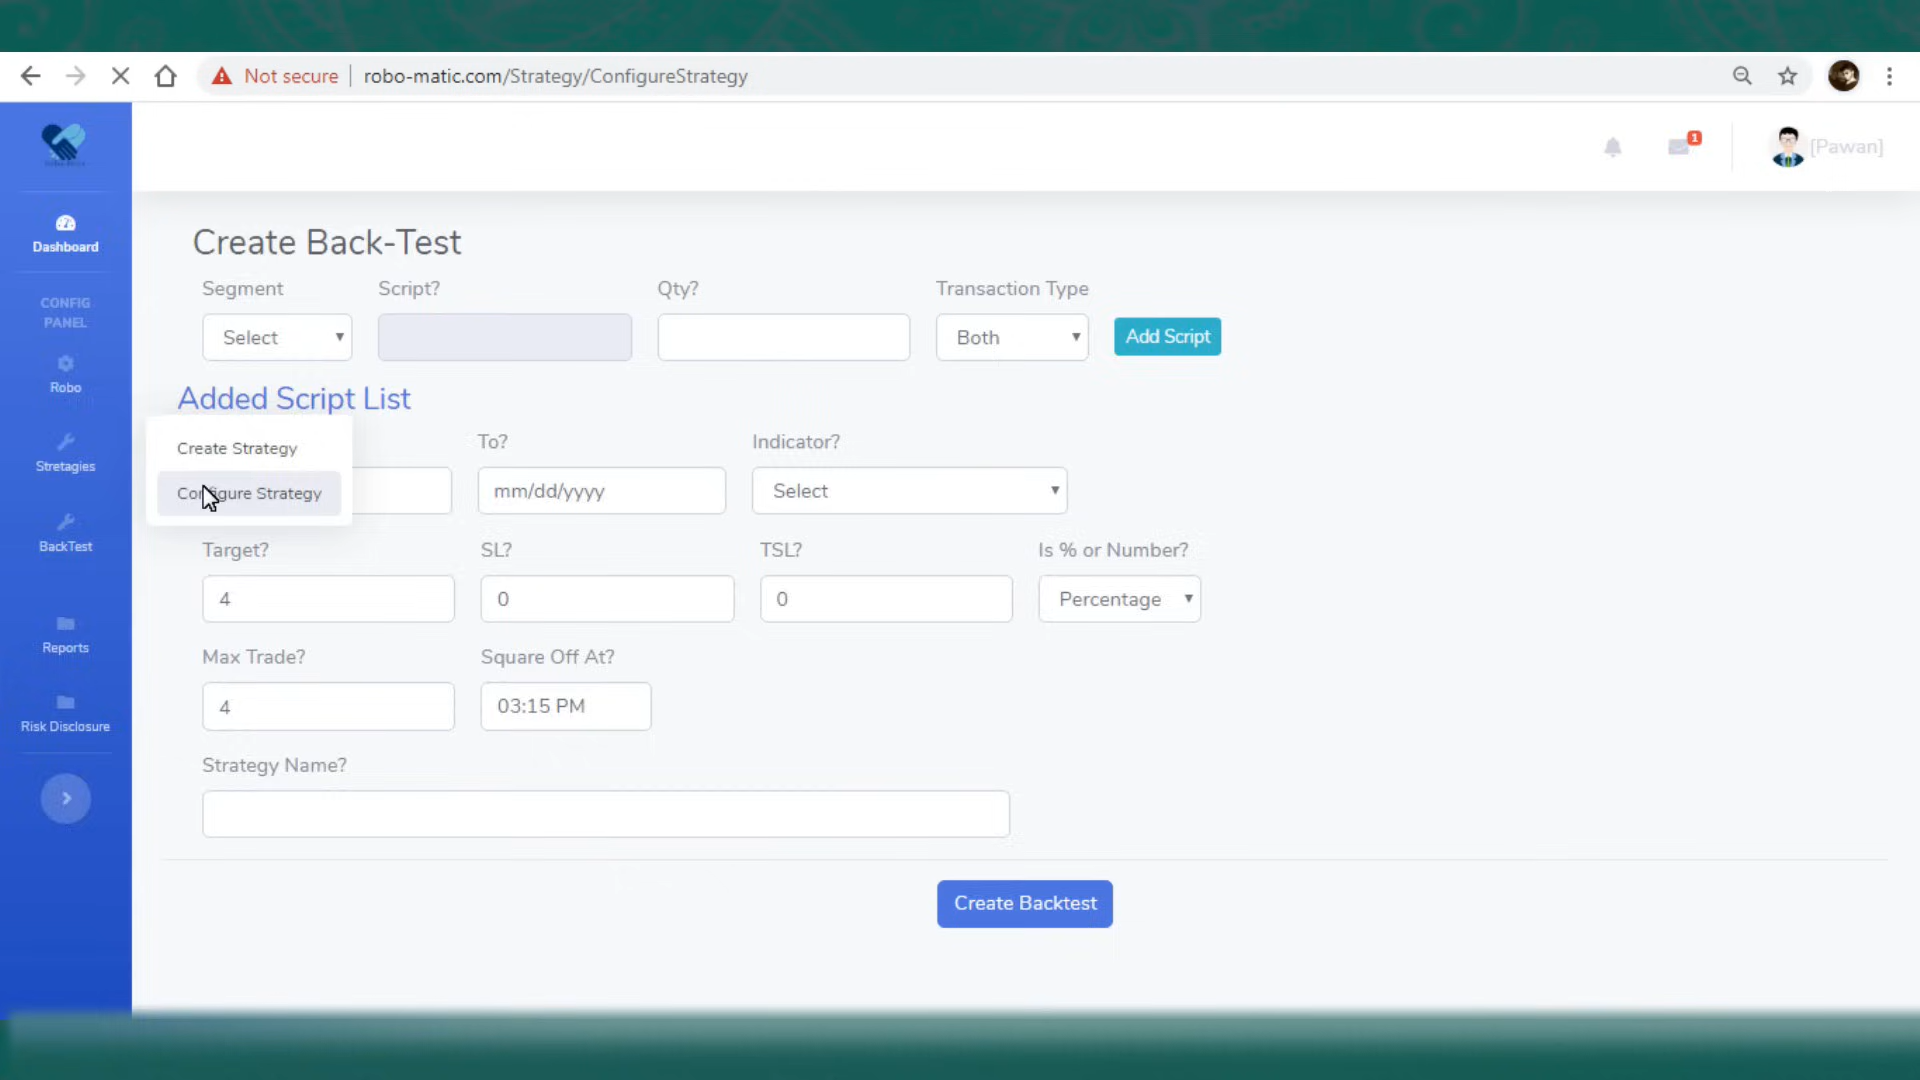 Not secure | robo-matic.com/Strategy/ConfigureStrategy
1
[Pawan]
Dashboard
CONFIG
PANEL
Robo
Stretagies
BackTest
Reports
Risk Disclosure
Create Back-Test
Segment Script? Qty? Transaction Type
Select Both Add Script
Added Script List
Create Strategy
Configure Strategy
To? Indicator?
mm/dd/yyyy Select
Target? SL? TSL? Is % or Number?
4 0 0 Percentage
Max Trade? Square Off At?
4 03:15 PM
Strategy Name?
Create Backtest